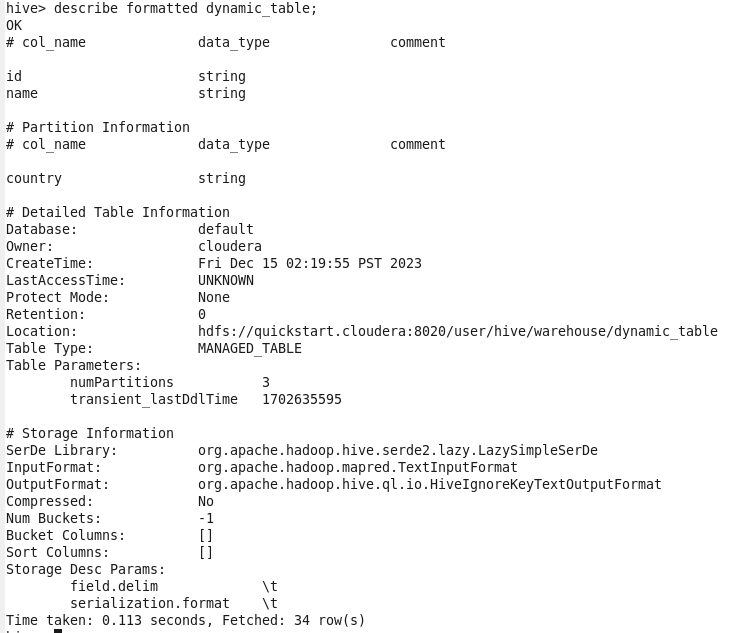 hive> describe formatted dynamic_table;
OK
# col_name              data_type               comment
id                      string
name                    string
# Partition Information
# col_name              data_type               comment
country                 string
# Detailed Table Information
Database:               default
Owner:                  cloudera
CreateTime:             Fri Dec 15 02:19:55 PST 2023
LastAccessTime:         UNKNOWN
Protect Mode:           None
Retention:              0
Location:               hdfs://quickstart.cloudera:8020/user/hive/warehouse/dynamic_table
Table Type:             MANAGED_TABLE
Table Parameters:
        numPartitions           3
        transient_lastDdlTime   1702635595
# Storage Information
SerDe Library:          org.apache.hadoop.hive.serde2.lazy.LazySimpleSerDe
InputFormat:            org.apache.hadoop.mapred.TextInputFormat
OutputFormat:           org.apache.hadoop.hive.ql.io.HiveIgnoreKeyTextOutputFormat
Compressed:             No
Num Buckets:            -1
Bucket Columns:         []
Sort Columns:           []
Storage Desc Params:
        field.delim             \t
        serialization.format    \t
Time taken: 0.113 seconds, Fetched: 34 row(s)